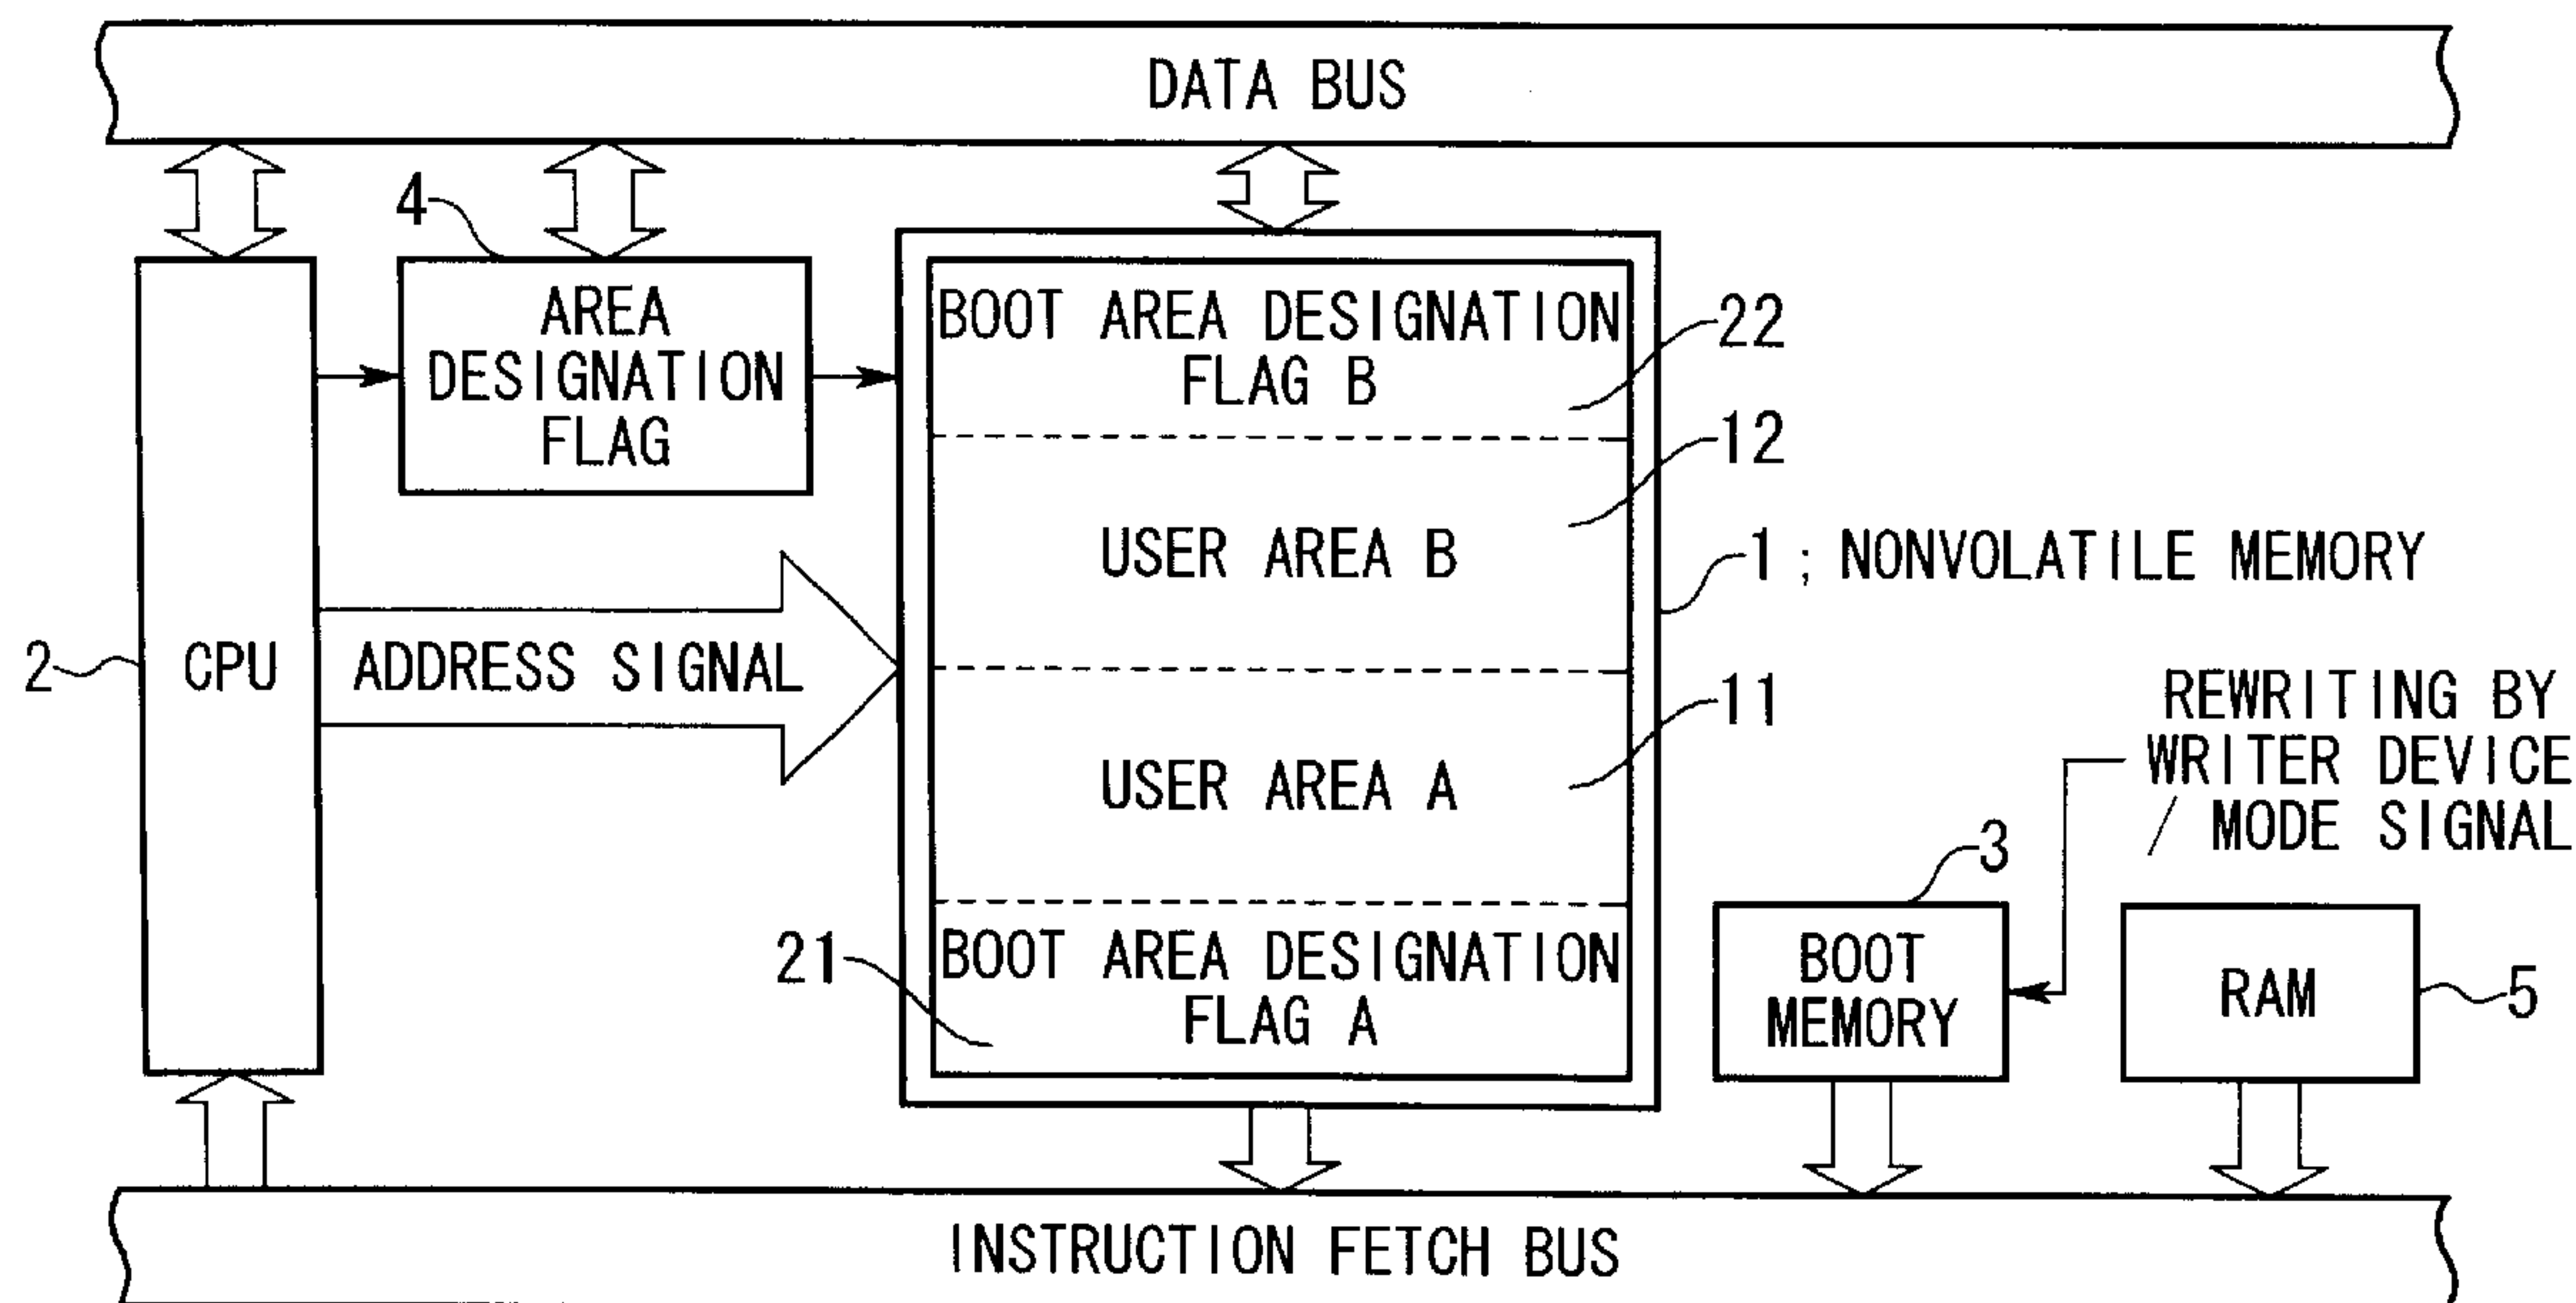 DATA BUS
4
AREA
DESIGNATION
FLAG
BOOT AREA DESIGNATION
FLAG B
22
12
USER AREA B
1 ; NONVOLATILE MEMORY
2
CPU
ADDRESS SIGNAL
11
USER AREA A
REWRITING BY
WRITER DEVICE
/ MODE SIGNAL
3
21
BOOT AREA DESIGNATION
FLAG A
BOOT
MEMORY
RAM
5
INSTRUCTION FETCH BUS